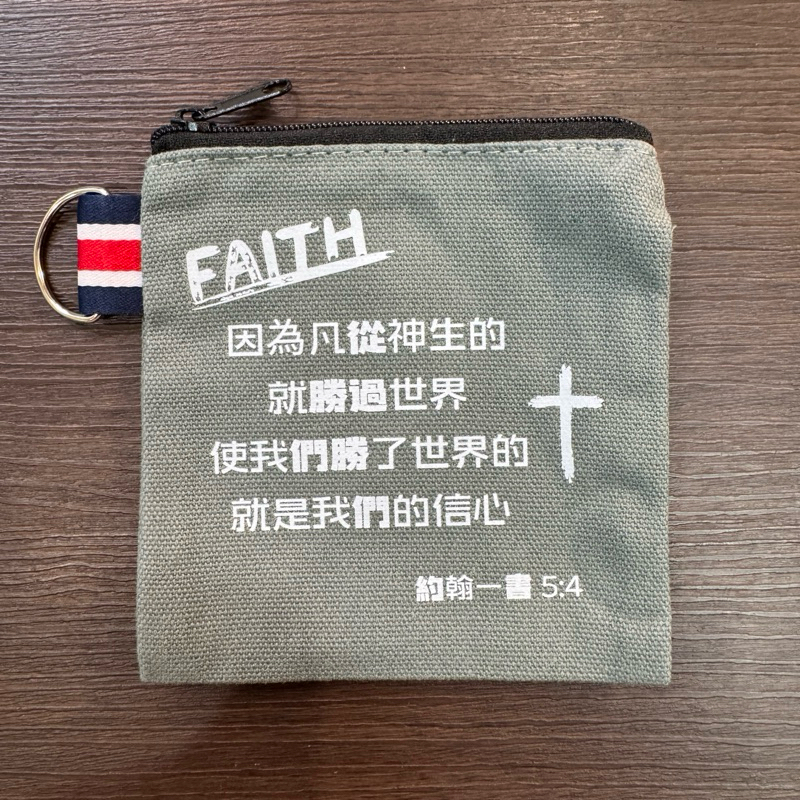 FAITH
因為凡從神生的
就勝過世界
使我們勝了世界的
就是我們的信心
約翰一書 5:4